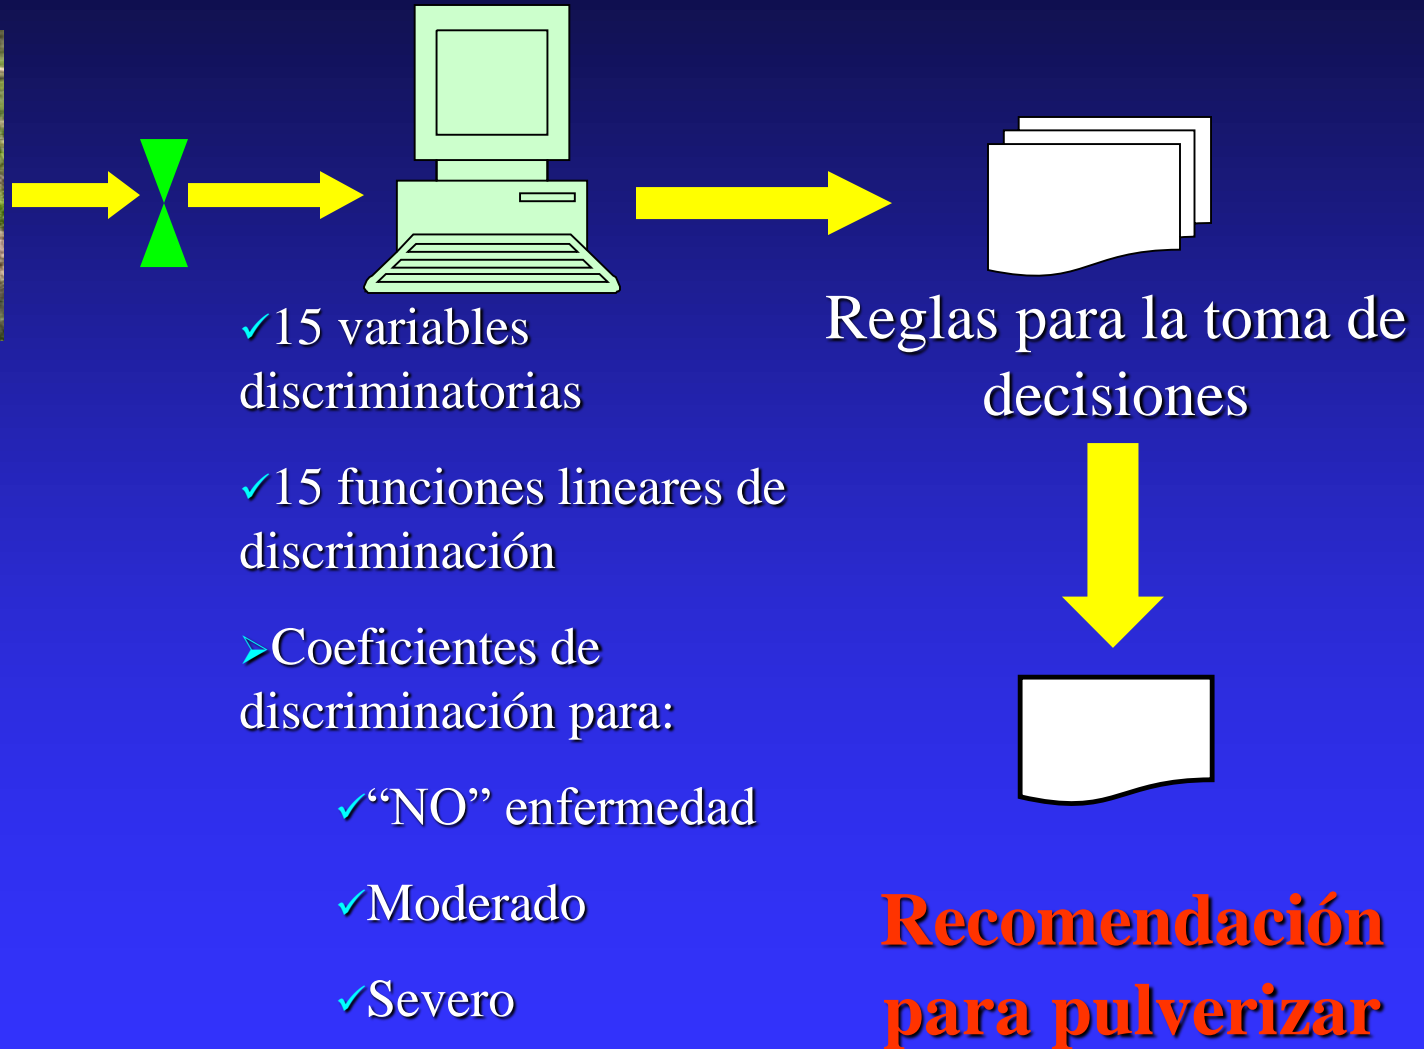 ✓15 variables
discriminatorias
✓15 funciones lineares de
discriminación
➢Coeficientes de
discriminación para:
✓“NO” enfermedad
✓Moderado
✓Severo
Reglas para la toma de
decisiones
Recomendación
para pulverizar